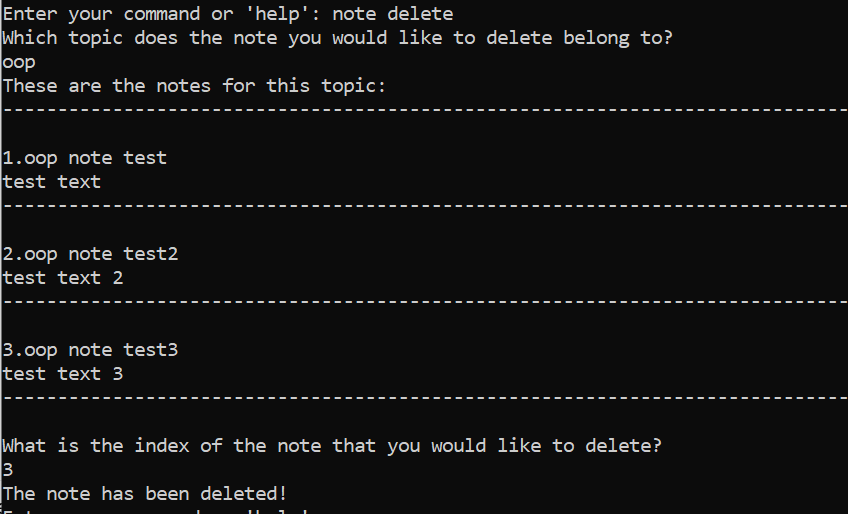 Enter your command or 'help': note delete
Which topic does the note you would like to delete belong to?
oop
These are the notes for this topic:
-----------------------------------------------------------------------------
1.oop note test
test text
-----------------------------------------------------------------------------
2.oop note test2
test text 2
-----------------------------------------------------------------------------
3.oop note test3
test text 3
-----------------------------------------------------------------------------
What is the index of the note that you would like to delete?
3
The note has been deleted!